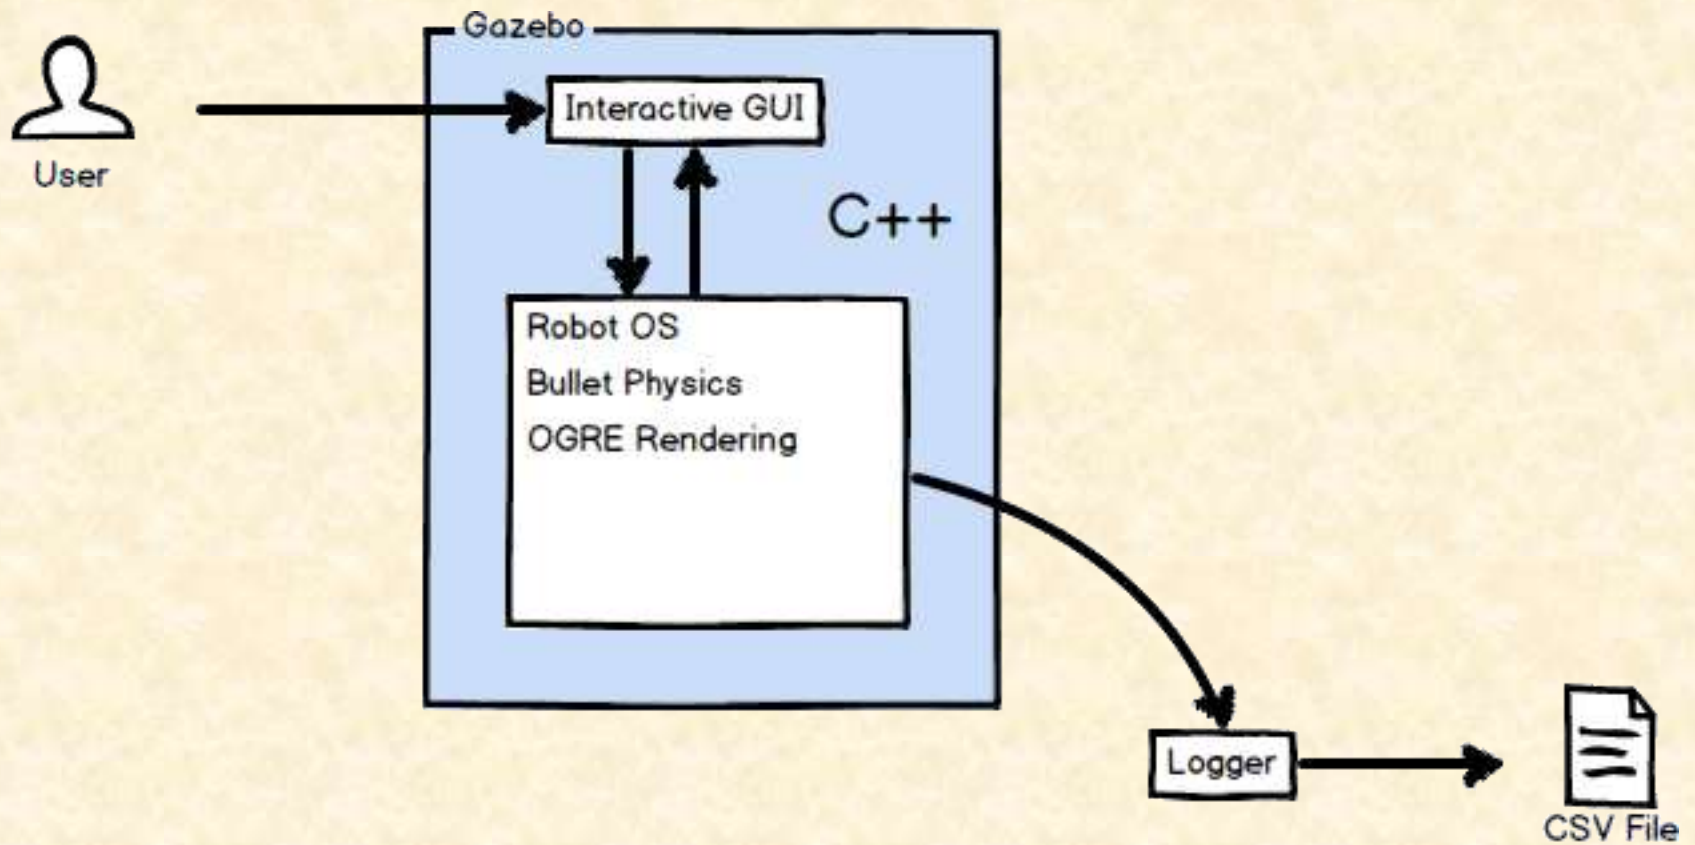 Gazebo
User
Interactive GUI
C++
Robot OS
Bullet Physics
OGRE Rendering
Logger
CSV File